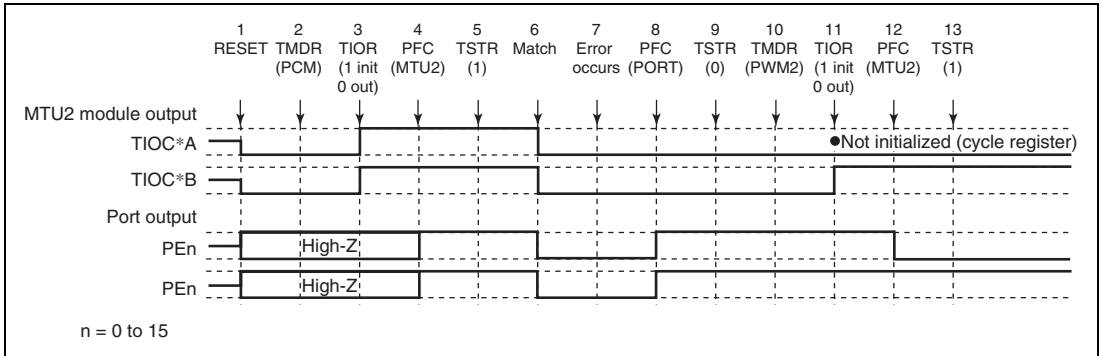 1 2 3 4 5 6 7 8 9 10 11 12 13
RESET TMDR TIOR PFC TSTR Match Error PFC TSTR TMDR TIOR PFC TSTR
(PCM) (1 init (MTU2) (1) occurs (PORT) (0) (PWM2) (1 init (MTU2) (1)
0 out) 0 out)
MTU2 module output
TIOC*A
●Not initialized (cycle register)
TIOC*B
Port output
PEn
High-Z
PEn
High-Z
n = 0 to 15